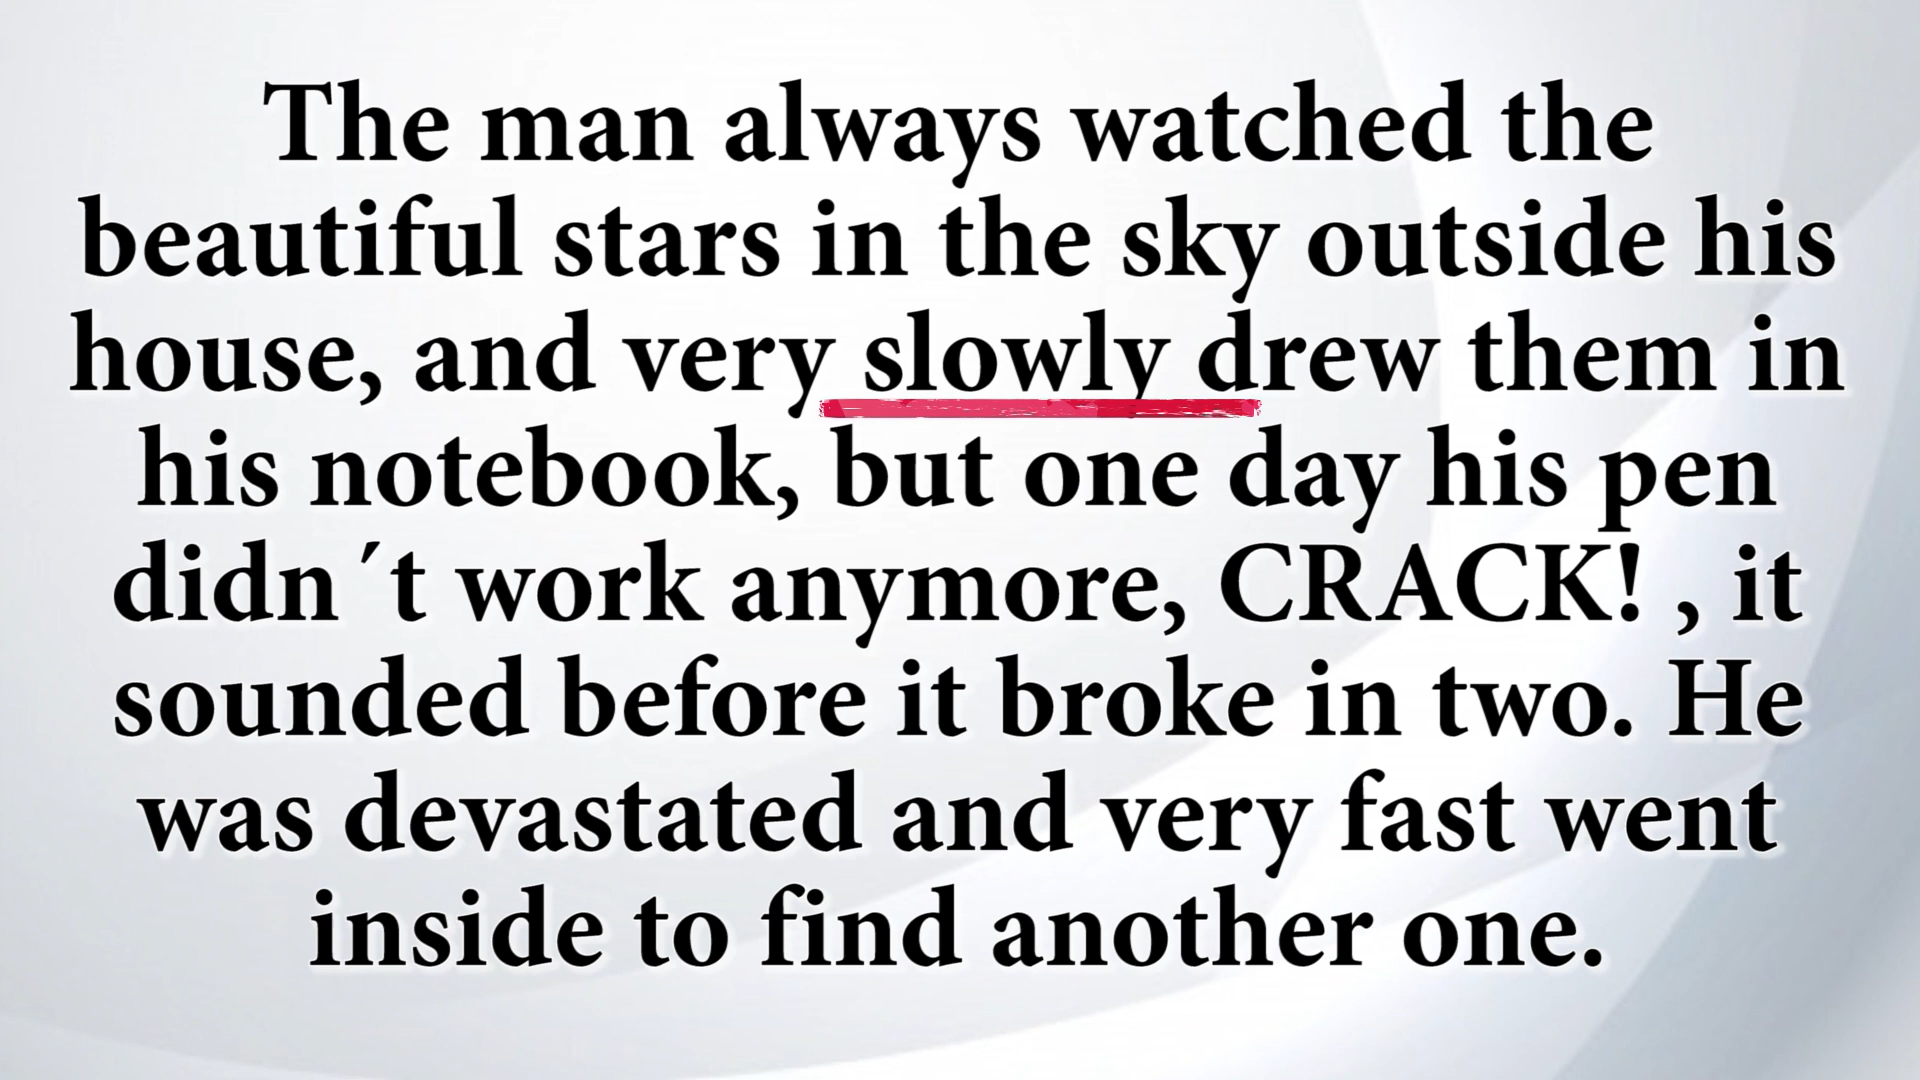 The man always watched the
beautiful stars in the sky outside his
house, and very slowly drew them in
his notebook, but one day his pen
didn´t work anymore, CRACK! , it
sounded before it broke in two. He
was devastated and very fast went
inside to find another one.